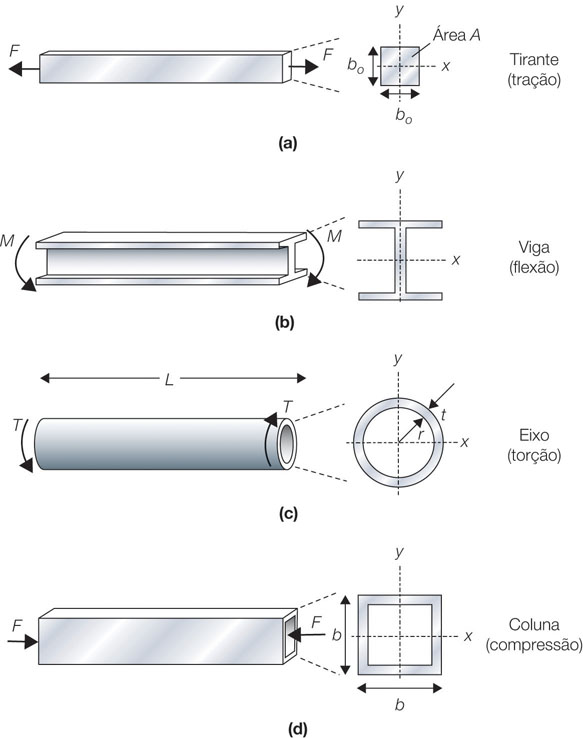 y
Área A
F
F
b_o
x
b_o
Tirante
(tração)
(a)
y
M
M
x
Viga
(flexão)
(b)
L
y
T
T
t
r
x
Eixo
(torção)
(c)
y
F
F
b
x
b
Coluna
(compressão)
(d)